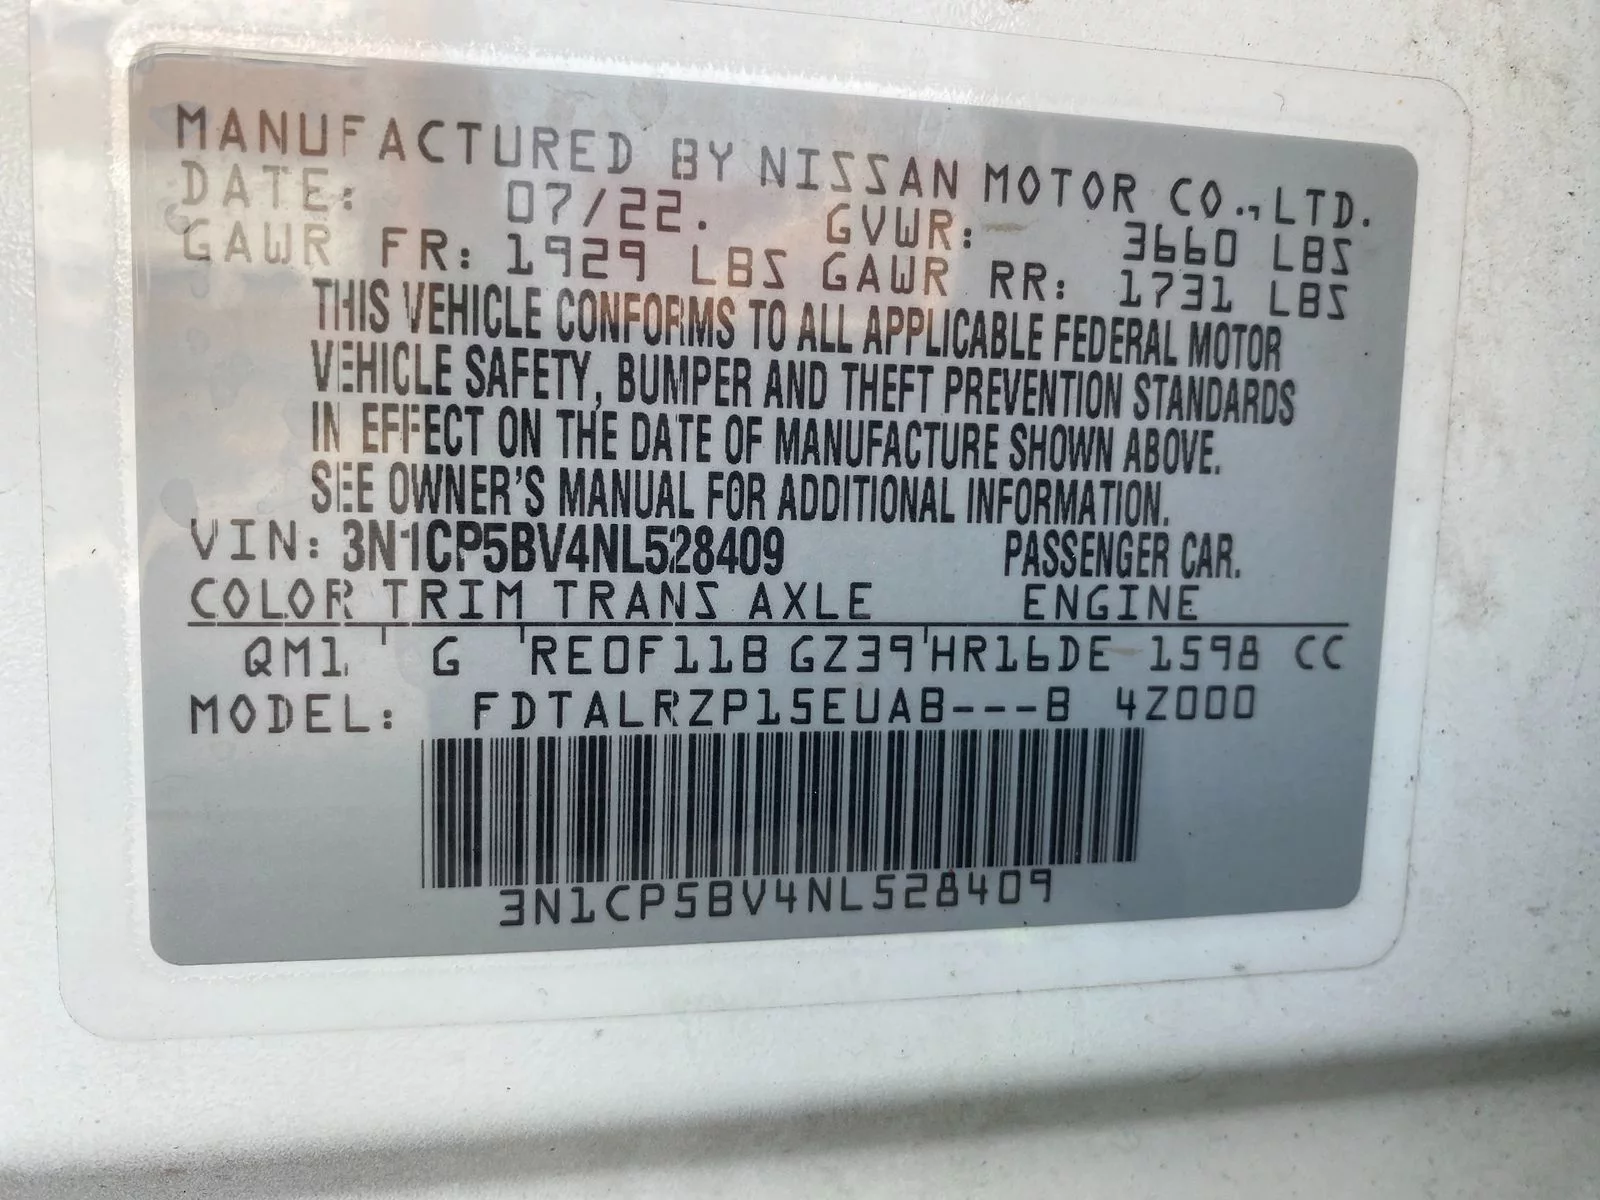 MANUFACTURED BY NISSAN MOTOR CO., LTD.
DATE: 07/22. GVWR: 3660 LBS
GAWR FR: 1929 LBS GAWR RR: 1731 LBS
THIS VEHICLE CONFORMS TO ALL APPLICABLE FEDERAL MOTOR
VEHICLE SAFETY, BUMPER AND THEFT PREVENTION STANDARDS
IN EFFECT ON THE DATE OF MANUFACTURE SHOWN ABOVE.
SEE OWNER'S MANUAL FOR ADDITIONAL INFORMATION.
VIN: 3N1CP5BV4NL528409 PASSENGER CAR.
COLOR TRIM TRANS AXLE ENGINE
QM1 G RE0F11B GZ39 HR16DE 1598 CC
MODEL: FDTALRZP15EUAB---B 4Z000
3N1CP5BV4NL528409